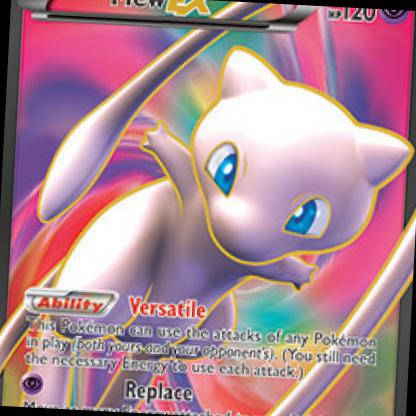 Mew EX HP120
Ability Versatile
This Pokémon can use the attacks of any Pokémon
in play (both yours and your opponent's). (You still need
the necessary Energy to use each attack.)
Replace